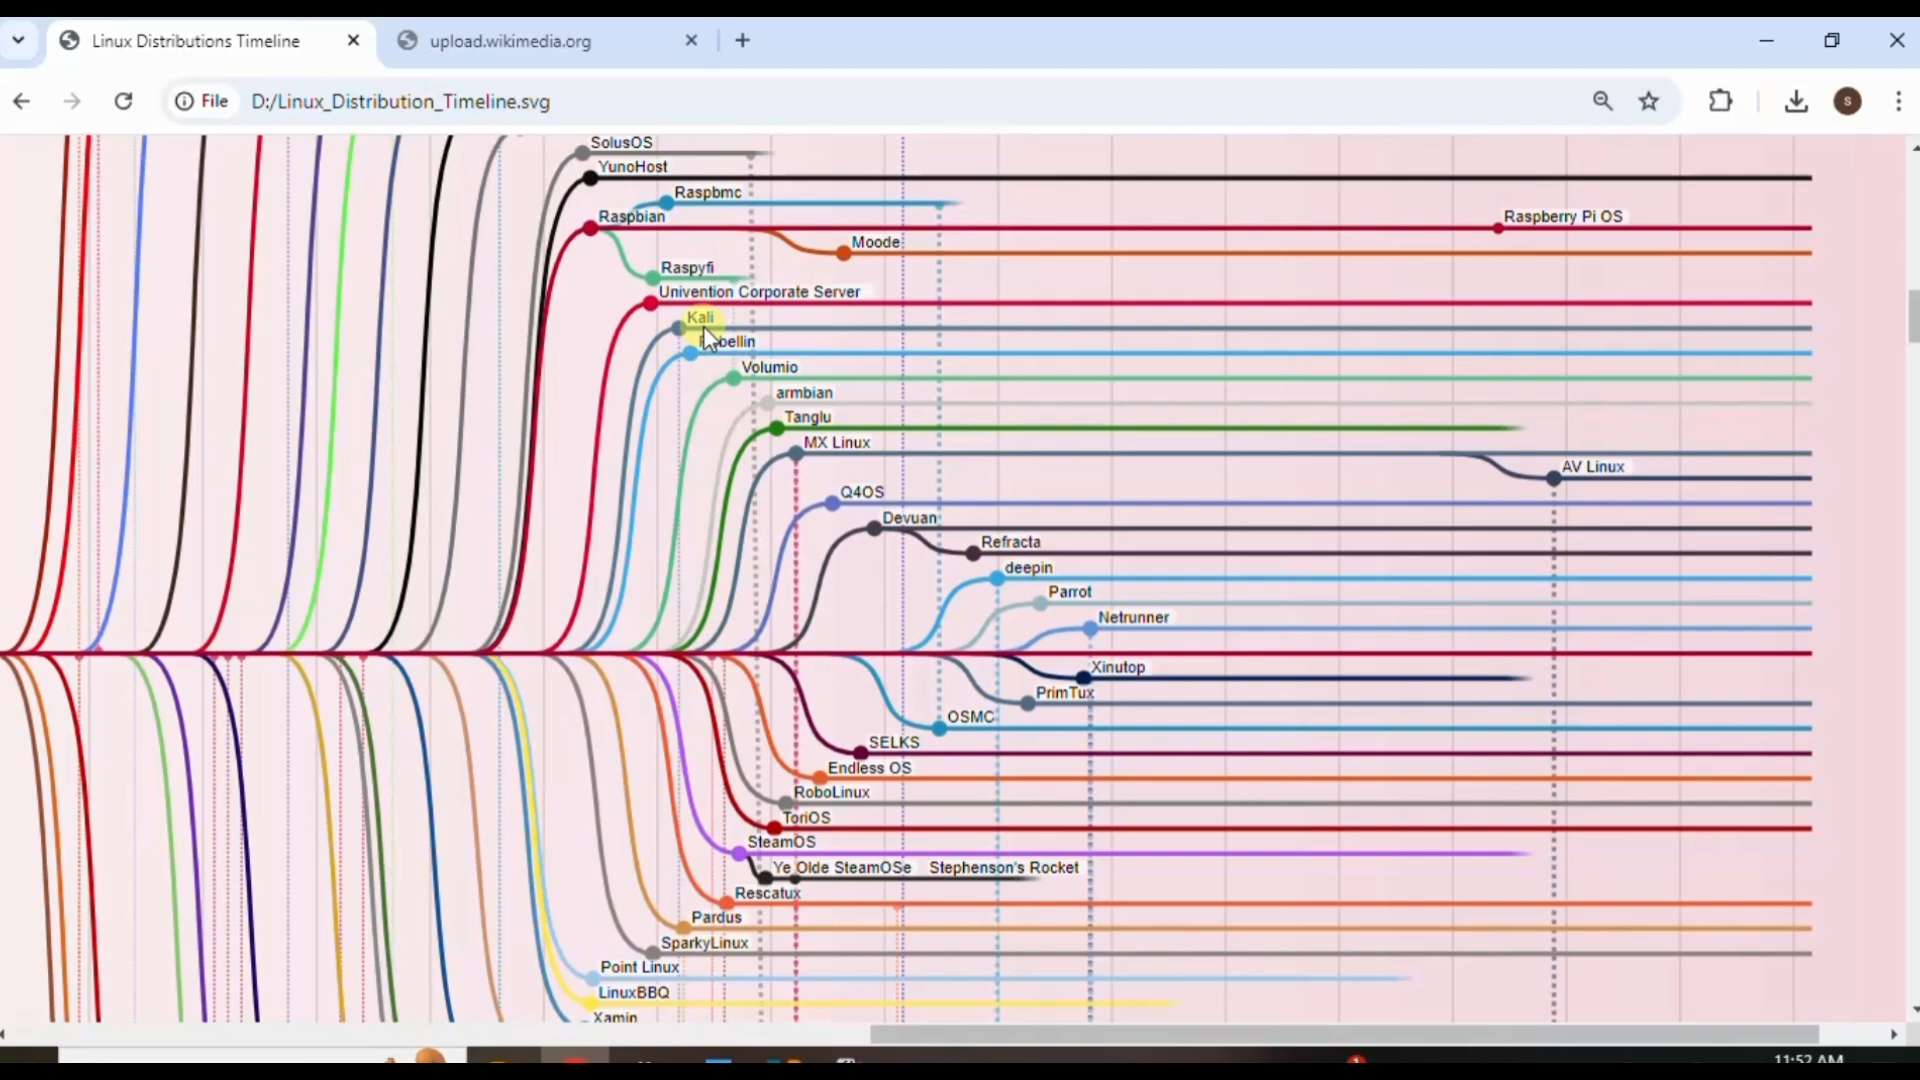 Linux Distributions Timeline
upload.wikimedia.org
File
D:/Linux_Distribution_Timeline.svg
s
SolusOS
YunoHost
Raspbmc
Raspbian
Raspberry Pi OS
Moode
Raspyfi
Univention Corporate Server
Kali
bellin
Volumio
armbian
Tanglu
MX Linux
AV Linux
Q4OS
Devuan
Refracta
deepin
Parrot
Netrunner
Xinutop
PrimTux
OSMC
SELKS
Endless OS
RoboLinux
ToriOS
SteamOS
Ye Olde SteamOSe Stephenson's Rocket
Rescatux
Pardus
SparkyLinux
Point Linux
LinuxBBQ
Xamin
11:52 AM